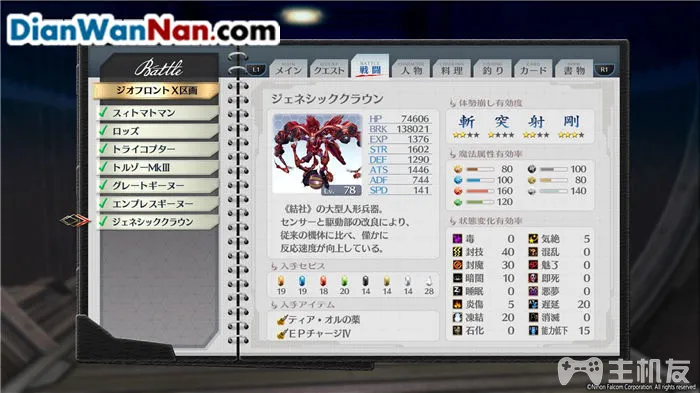 DianWanNan.com
Battle
ジオフロントX区画
スィトマトマン
ロッズ
トライコプター
トルゾーMkⅢ
グレートギーヌー
エンプレスギーヌー
ジェネシッククラウン
L1
メイン
クエスト
BATTLE
戦闘
人物
料理
釣り
カード
書物
R1
ジェネシッククラウン
Lv. 78
HP 74606
BRK 138021
EXP 1376
STR 1602
DEF 1290
ATS 1446
ADF 744
SPD 141
《結社》の大型人形兵器。
センサーと駆動部の改良により、
従来の機体に比べ、僅かに
反応速度が向上している。
入手セピス
19 19 18 20 14 14 14 28
入手アイテム
ティア・オルの薬
EPチャージⅣ
体勢崩し有効度
斬 突 射 剛
魔法属性有効率
80 100
100 80
160 140
120
状態変化有効率
毒 0 気絶 5
封技 40 混乱 0
封魔 30 魅了 0
暗闇 10 即死 0
睡眠 0 悪夢 0
炎傷 5 遅延 20
凍結 20 消滅 0
石化 0 能力低下 15
主机友
©Nihon Falcom Corporation. All rights reserved.